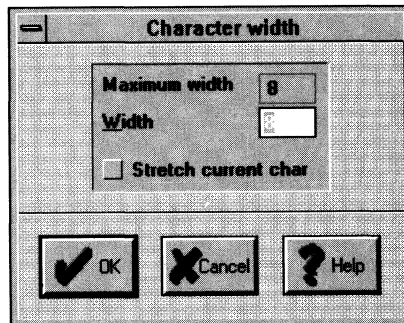 Character width
Maximum width 8
Width
Stretch current char
OK Cancel Help